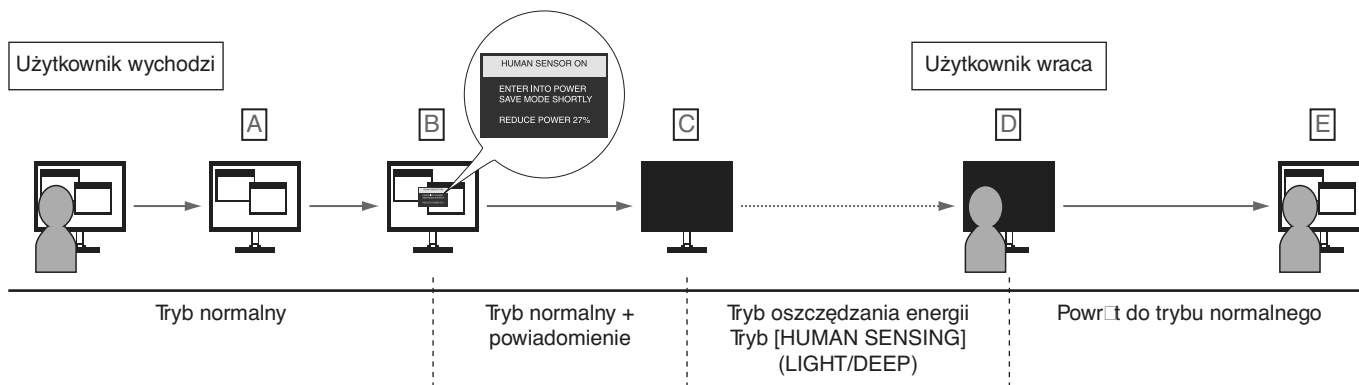 Użytkownik wychodzi
HUMAN SENSOR ON
ENTER INTO POWER
SAVE MODE SHORTLY
REDUCE POWER 27%
Użytkownik wraca
A
B
C
D
E
Tryb normalny
Tryb normalny +
powiadomienie
Tryb oszczędzania energii
Tryb [HUMAN SENSING]
(LIGHT/DEEP)
Powr□t do trybu normalnego